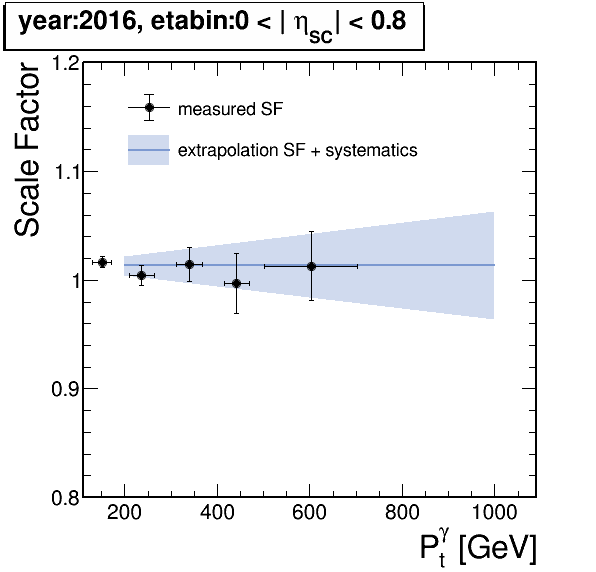 year:2016, etabin:0 < | ηSC| < 0.8
Scale Factor
1.2
1.1
1
0.9
0.8
measured SF
extrapolation SF + systematics
200 400 600 800 1000
Ptγ [GeV]